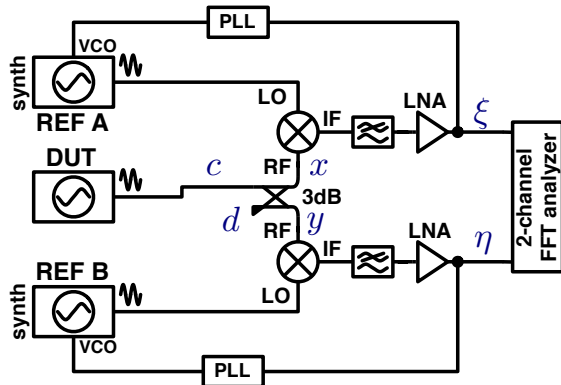 PLL
VCO
synth
REF A
LO
IF
LNA
ξ
DUT
c
RF
x
3dB
d
RF
y
IF
LNA
η
2-channel
FFT analyzer
REF B
LO
synth
VCO
PLL